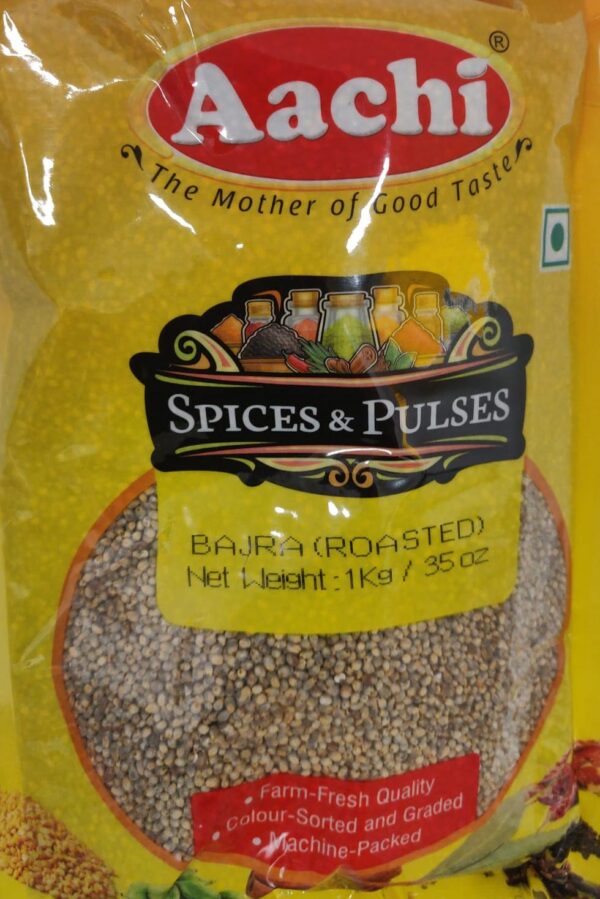 Aachi®
The Mother of Good Taste
SPICES & PULSES
BAJRA (ROASTED)
Net Weight : 1Kg / 35 oz
• Farm-Fresh Quality
• Colour-Sorted and Graded
• Machine-Packed